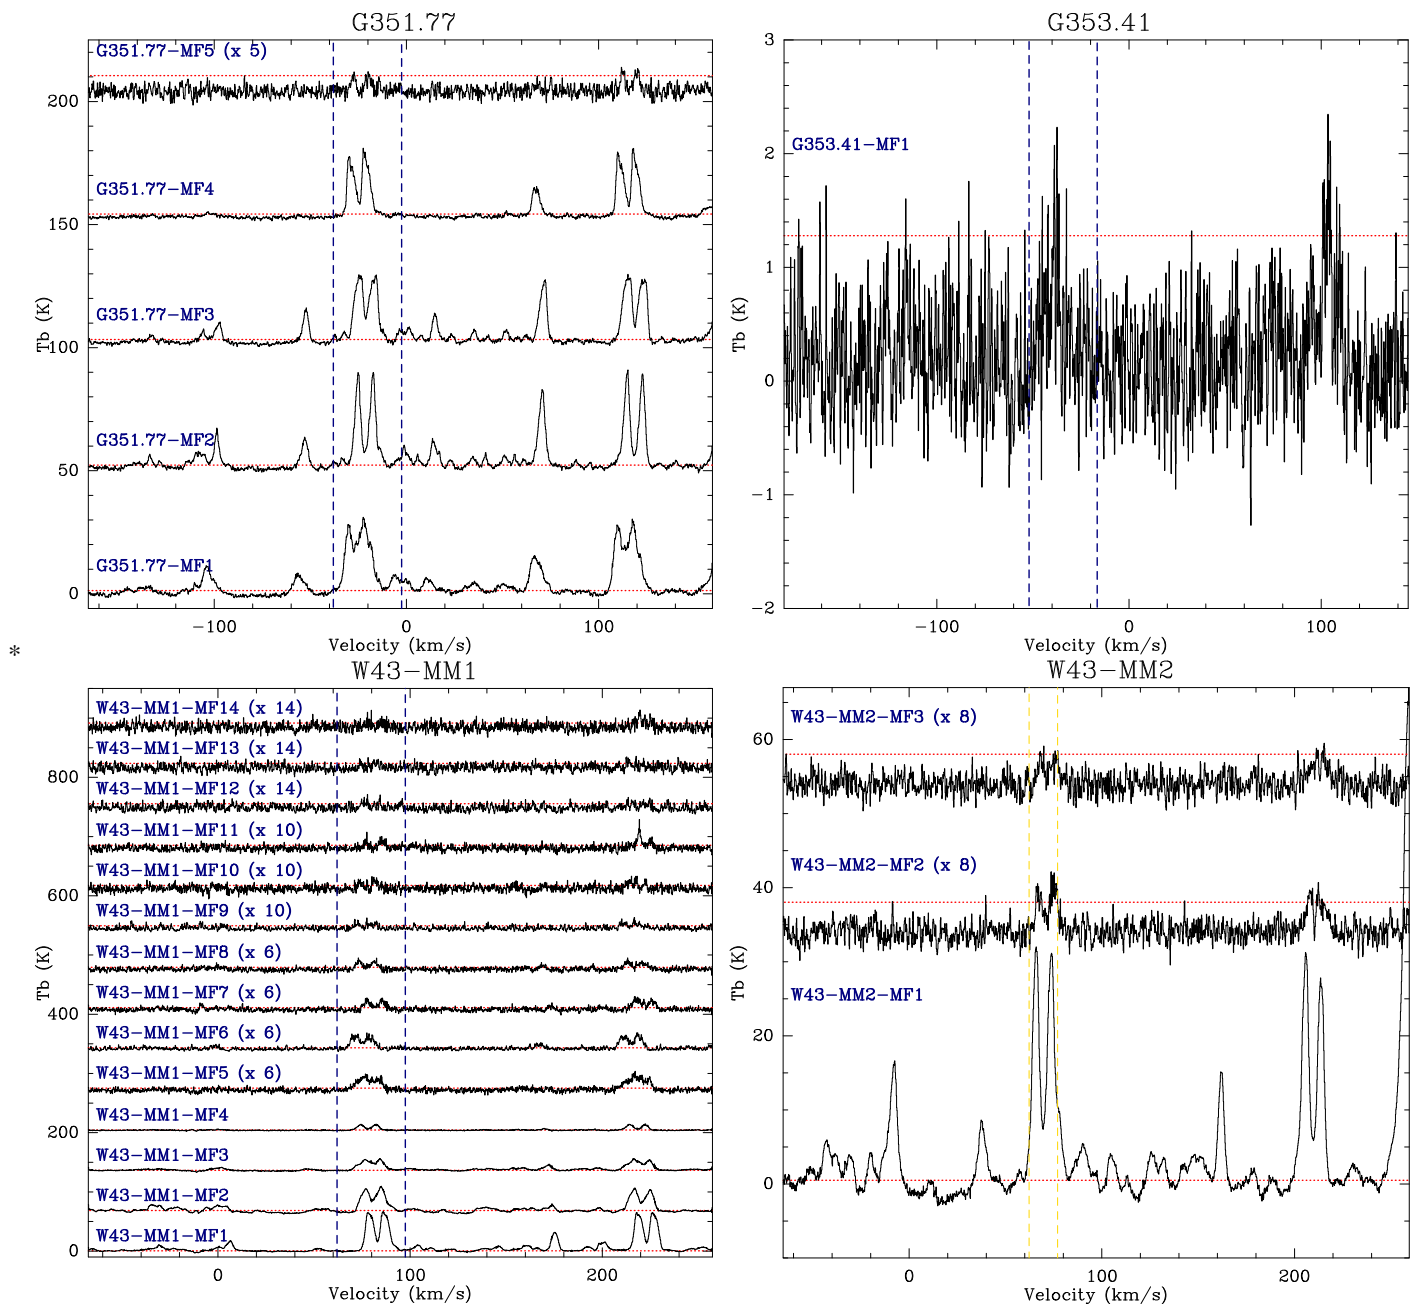 G351.77
G351.77-MF5 (x 5)
G351.77-MF4
G351.77-MF3
G351.77-MF2
G351.77-MF1
200
150
100
50
0
Tb (K)
-100
0
100
Velocity (km/s)
G353.41
G353.41-MF1
3
2
1
0
-1
-2
Tb (K)
-100
0
100
Velocity (km/s)
*
W43-MM1
W43-MM1-MF14 (x 14)
W43-MM1-MF13 (x 14)
W43-MM1-MF12 (x 14)
W43-MM1-MF11 (x 10)
W43-MM1-MF10 (x 10)
W43-MM1-MF9 (x 10)
W43-MM1-MF8 (x 6)
W43-MM1-MF7 (x 6)
W43-MM1-MF6 (x 6)
W43-MM1-MF5 (x 6)
W43-MM1-MF4
W43-MM1-MF3
W43-MM1-MF2
W43-MM1-MF1
800
600
400
200
0
Tb (K)
0
100
200
Velocity (km/s)
W43-MM2
W43-MM2-MF3 (x 8)
W43-MM2-MF2 (x 8)
W43-MM2-MF1
60
40
20
0
Tb (K)
0
100
200
Velocity (km/s)